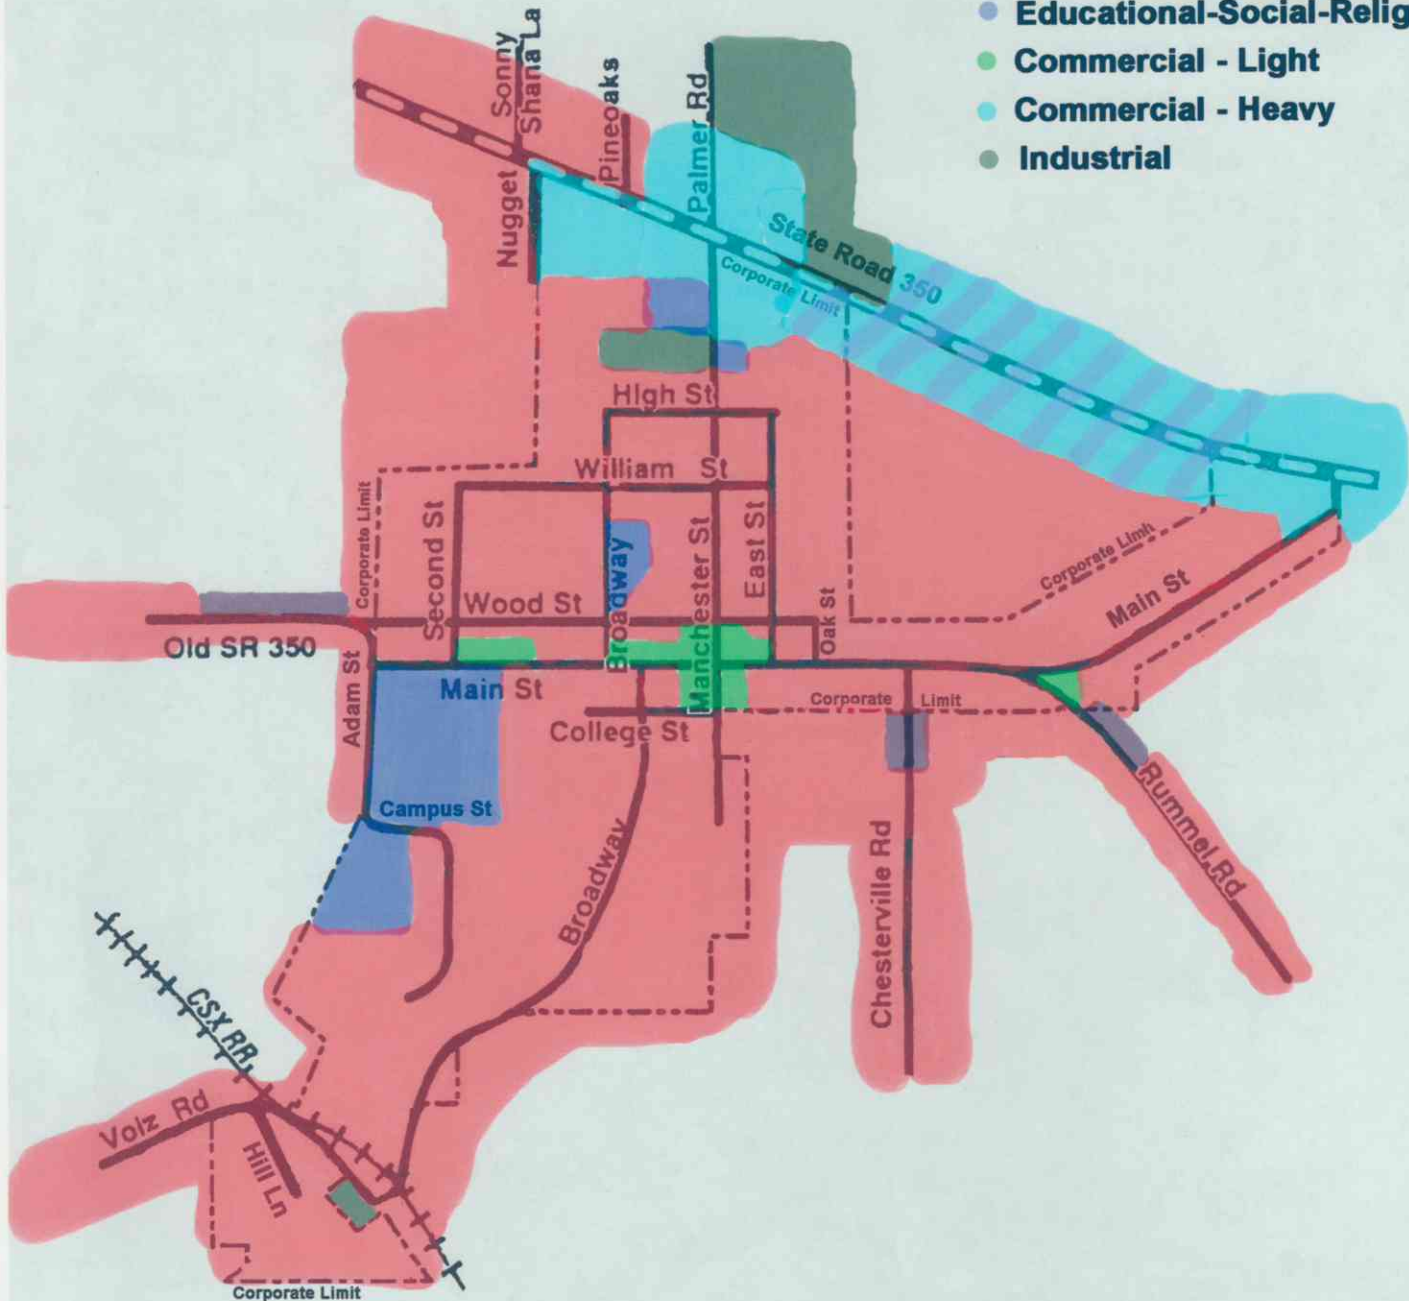 Educational-Social-Relig
Commercial - Light
Commercial - Heavy
Industrial
Sonny
Shana La
Nugget
Pineoaks
Palmer Rd
State Road 350
Corporate Limit
High St
William St
Corporate Limit
Second St
Broadway
Manchester St
East St
Wood St
Oak St
Corporate Limit
Main St
Old SR 350
Adam St
Main St
Corporate Limit
College St
Campus St
Broadway
Chesterville Rd
Rummel Rd
CSX RR
Volz Rd
Hill Ln
Corporate Limit